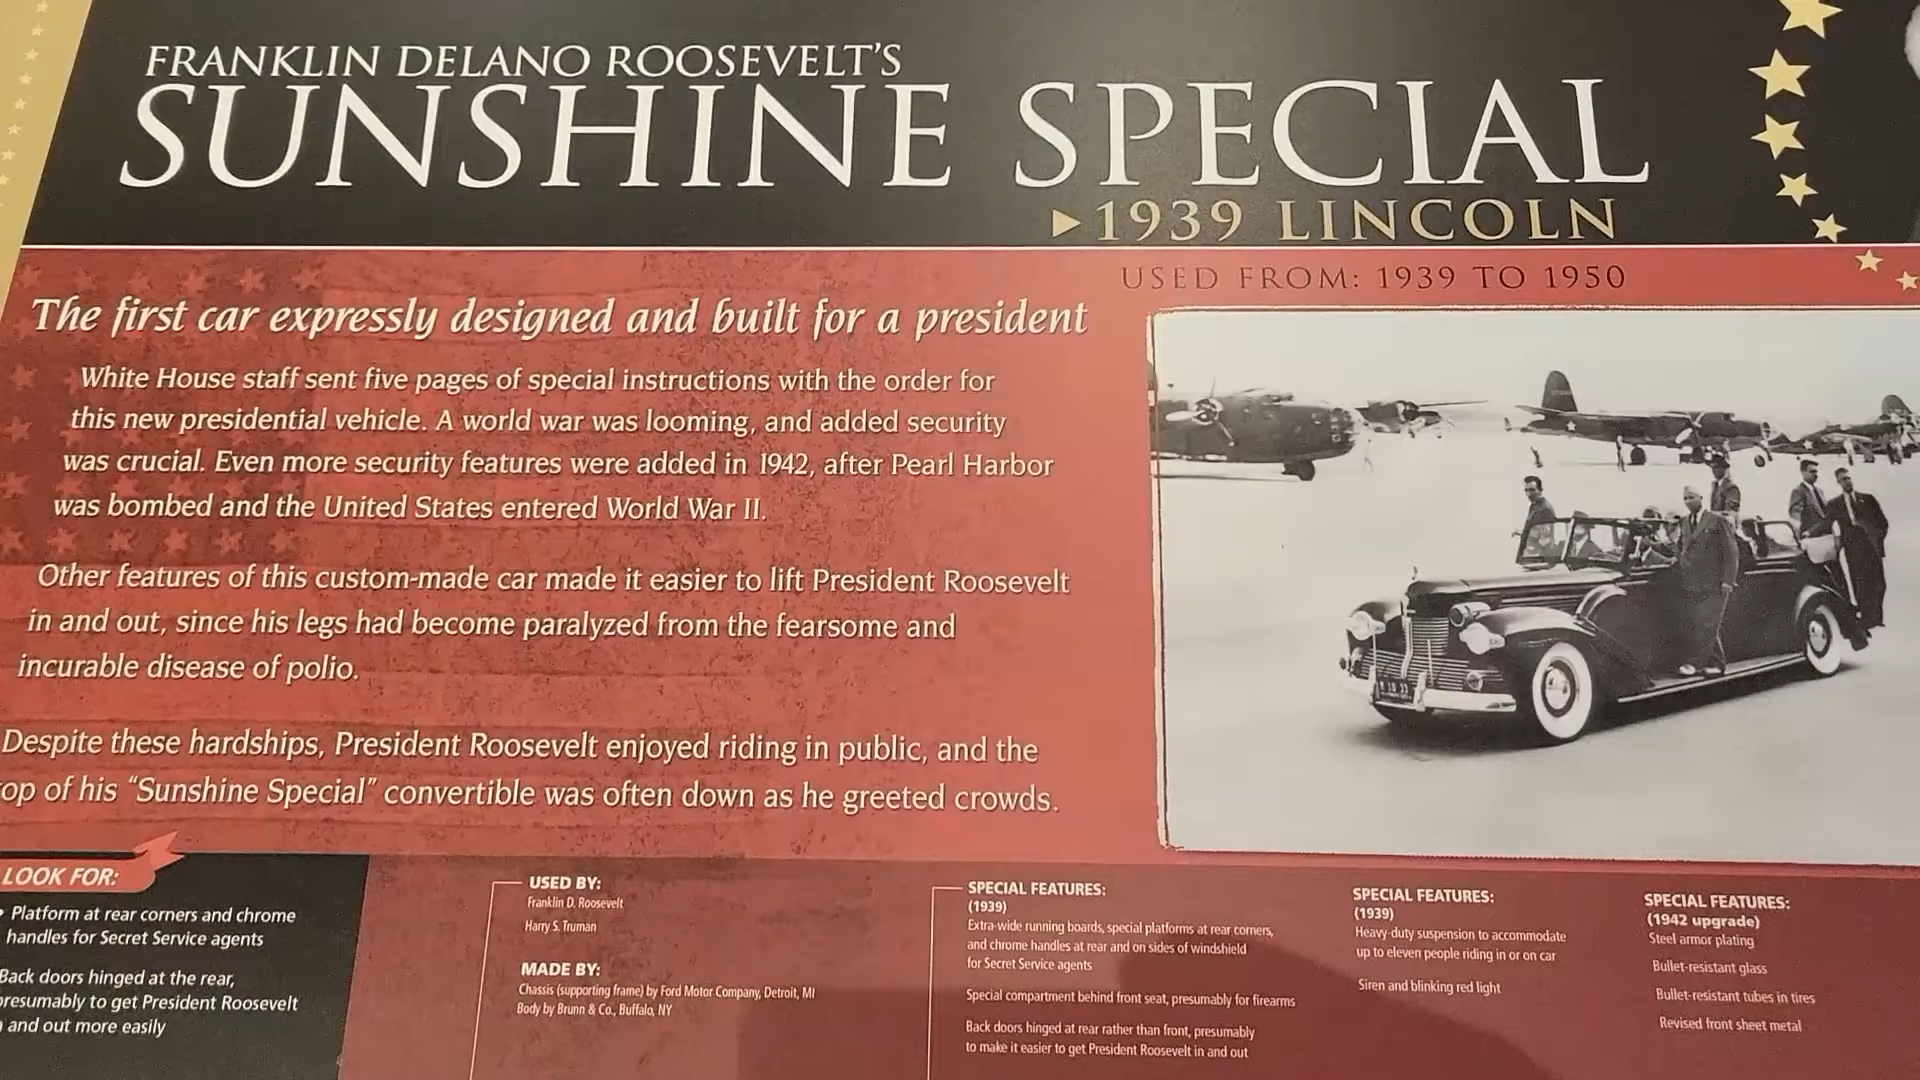 FRANKLIN DELANO ROOSEVELT'S
SUNSHINE SPECIAL
▸1939 LINCOLN
USED FROM: 1939 TO 1950
The first car expressly designed and built for a president
White House staff sent five pages of special instructions with the order for
this new presidential vehicle. A world war was looming, and added security
was crucial. Even more security features were added in 1942, after Pearl Harbor
was bombed and the United States entered World War II.
Other features of this custom-made car made it easier to lift President Roosevelt
in and out, since his legs had become paralyzed from the fearsome and
incurable disease of polio.
Despite these hardships, President Roosevelt enjoyed riding in public, and the
op of his “Sunshine Special” convertible was often down as he greeted crowds.
LOOK FOR:
• Platform at rear corners and chrome
handles for Secret Service agents
Back doors hinged at the rear,
presumably to get President Roosevelt
and out more easily
USED BY:
Franklin D. Roosevelt
Harry S. Truman
MADE BY:
Chassis (supporting frame) by Ford Motor Company, Detroit, MI
Body by Brunn & Co., Buffalo, NY
SPECIAL FEATURES:
(1939)
Extra-wide running boards, special platforms at rear corners,
and chrome handles at rear and on sides of windshield
for Secret Service agents
Special compartment behind front seat, presumably for firearms
Back doors hinged at rear rather than front, presumably
to make it easier to get President Roosevelt in and out
SPECIAL FEATURES:
(1939)
Heavy-duty suspension to accommodate
up to eleven people riding in or on car
Siren and blinking red light
SPECIAL FEATURES:
(1942 upgrade)
Steel armor plating
Bullet-resistant glass
Bullet-resistant tubes in tires
Revised front sheet metal